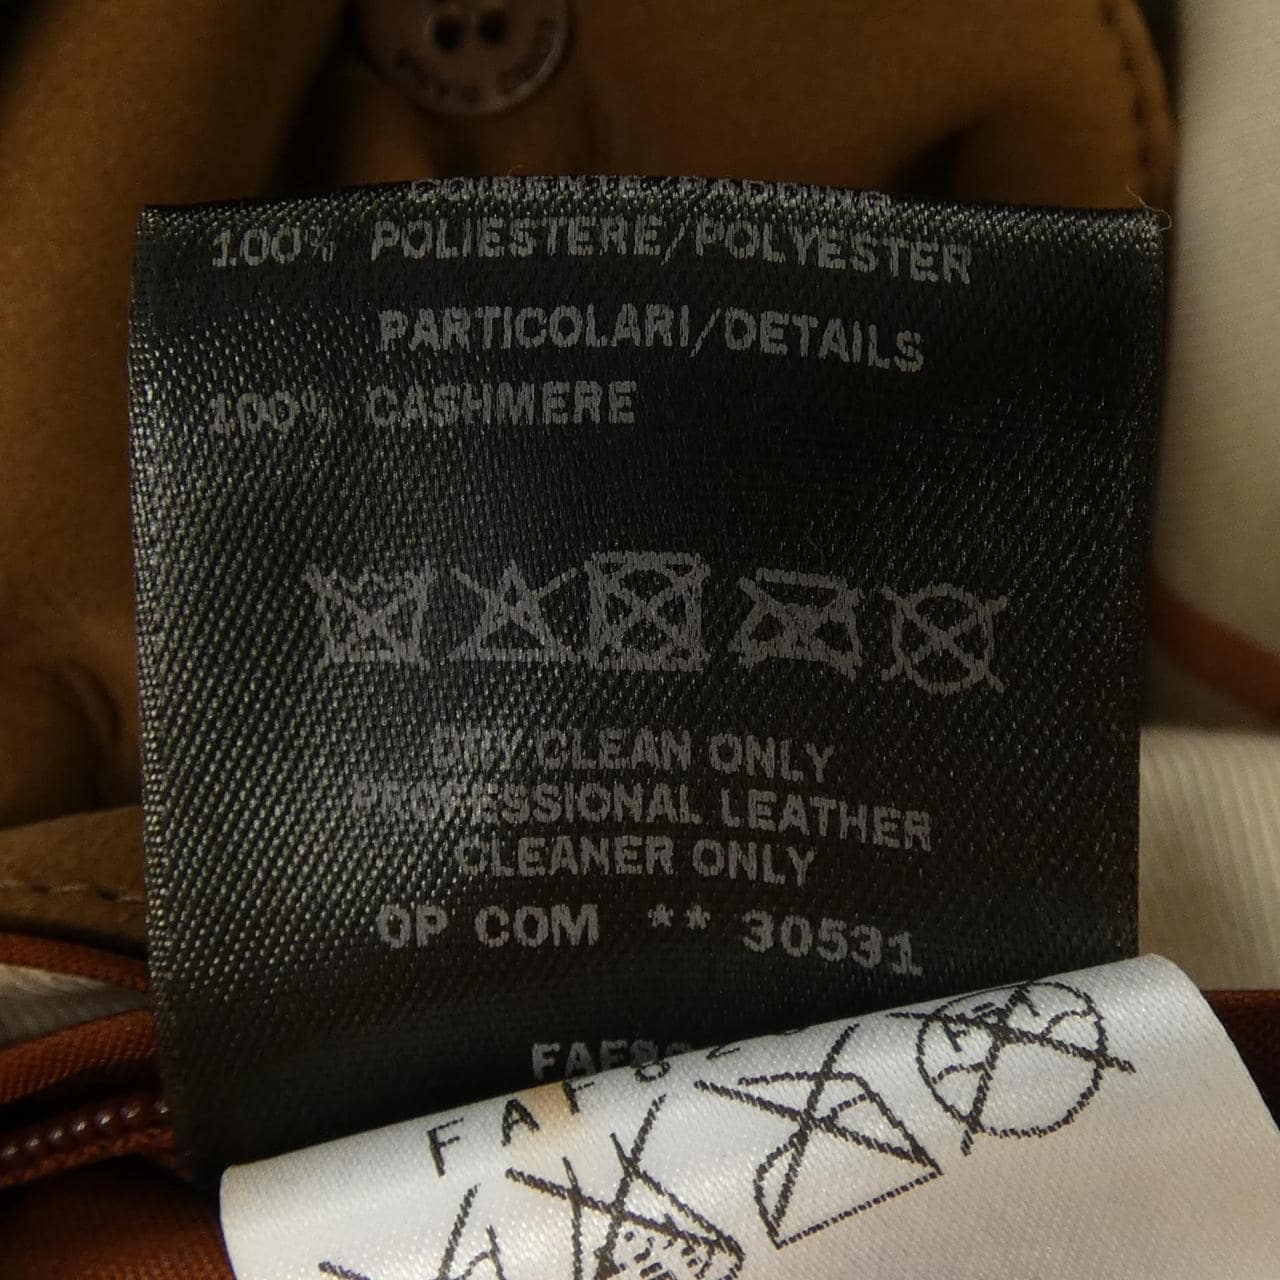 100% POLIESTERE/POLYESTER
PARTICOLARI/DETAILS
100% CASHMERE
DRY CLEAN ONLY
PROFESSIONAL LEATHER
CLEANER ONLY
OP COM ** 30531